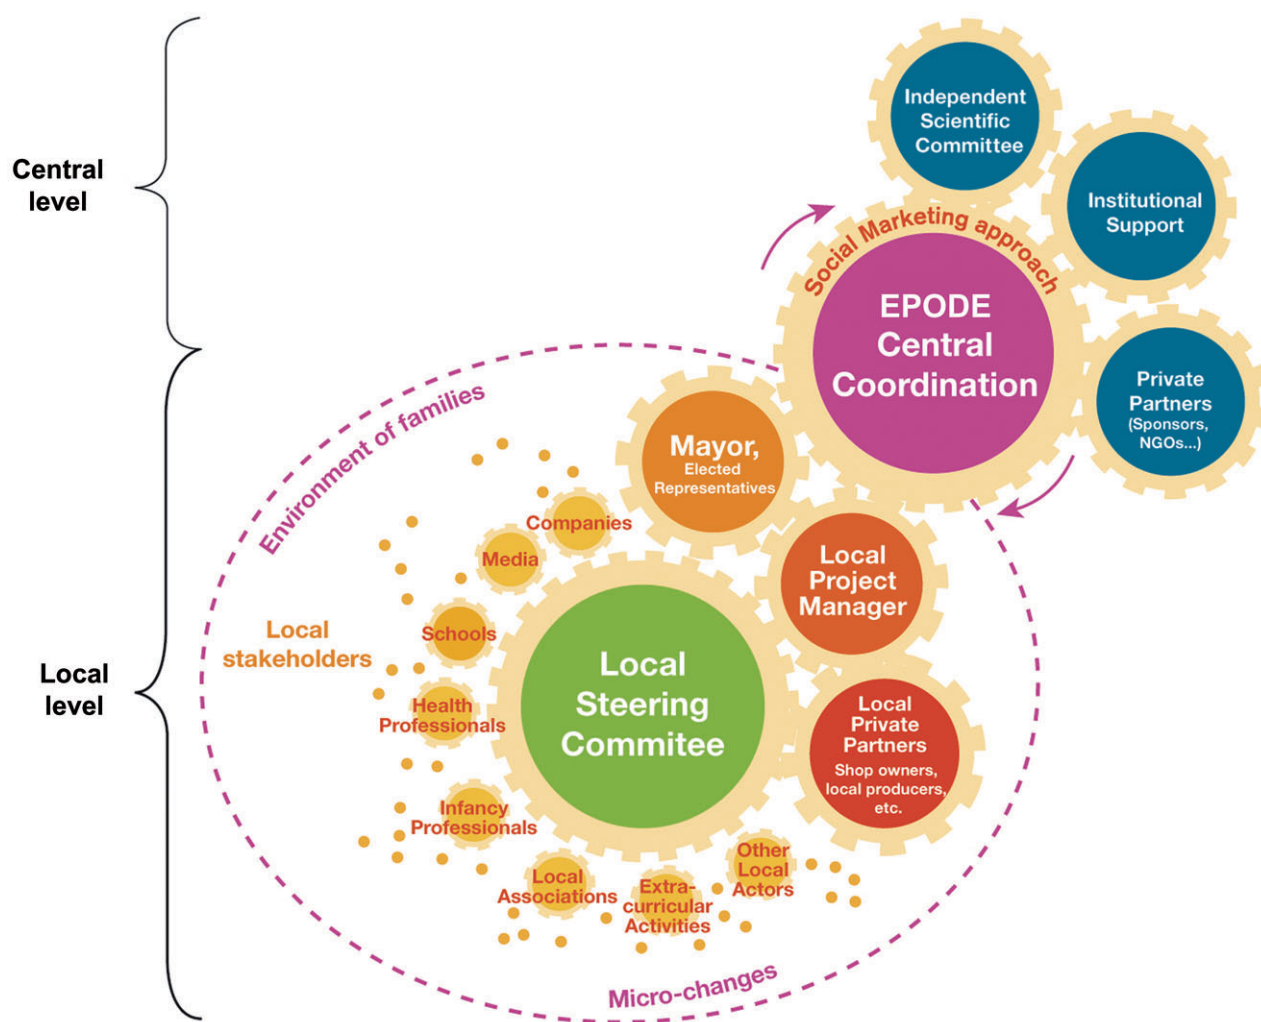 Central
level
Independent
Scientific
Committee
Institutional
Support
Social Marketing approach
EPODE
Central
Coordination
Private
Partners
(Sponsors,
NGOs...)
Local
level
Environment of families
Mayor,
Elected
Representatives
Companies
Media
Local
Project
Manager
Schools
Local
stakeholders
Local
Steering
Commitee
Health
Professionals
Local
Private
Partners
Shop owners,
local producers,
etc.
Infancy
Professionals
Local
Associations
Extra-
curricular
Activities
Other
Local
Actors
Micro-changes